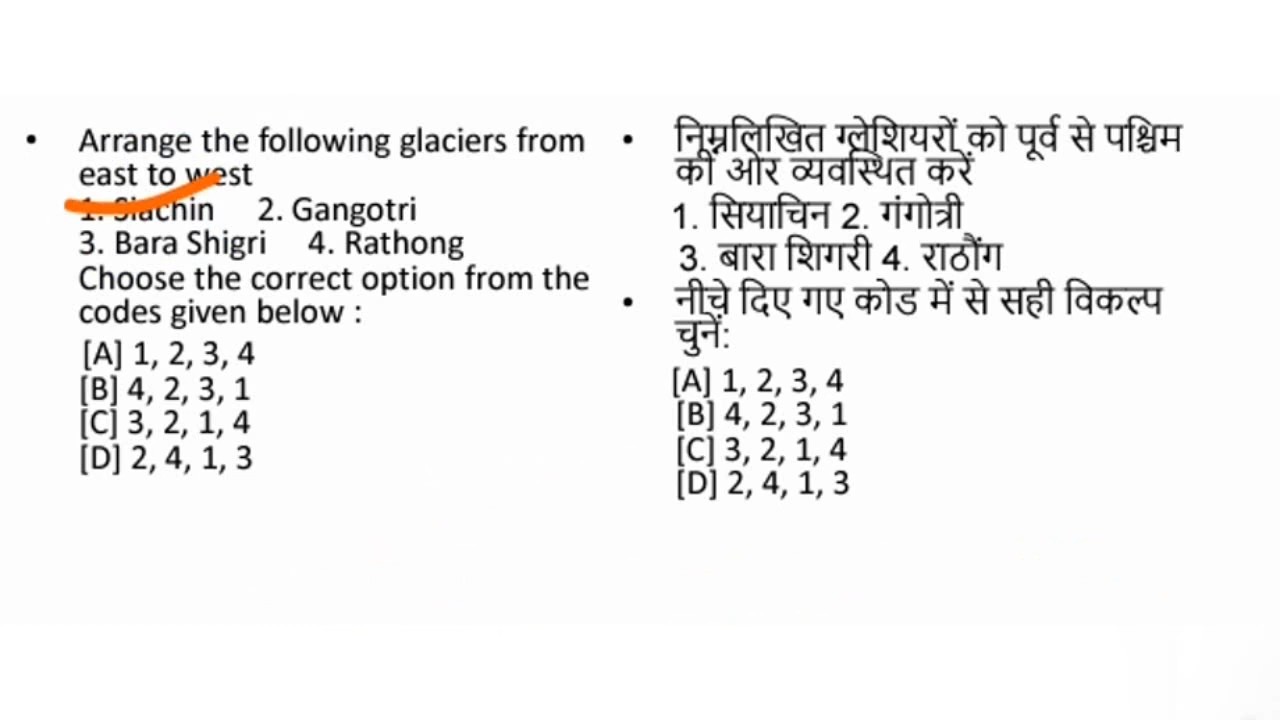 • Arrange the following glaciers from
east to west
1. Siachin 2. Gangotri
3. Bara Shigri 4. Rathong
Choose the correct option from the
codes given below :
[A] 1, 2, 3, 4
[B] 4, 2, 3, 1
[C] 3, 2, 1, 4
[D] 2, 4, 1, 3
• निम्नलिखित ग्लेशियरों को पूर्व से पश्चिम
की ओर व्यवस्थित करें
1. सियाचिन 2. गंगोत्री
3. बारा शिगरी 4. राठौंग
• नीचे दिए गए कोड में से सही विकल्प
चुनें:
[A] 1, 2, 3, 4
[B] 4, 2, 3, 1
[C] 3, 2, 1, 4
[D] 2, 4, 1, 3